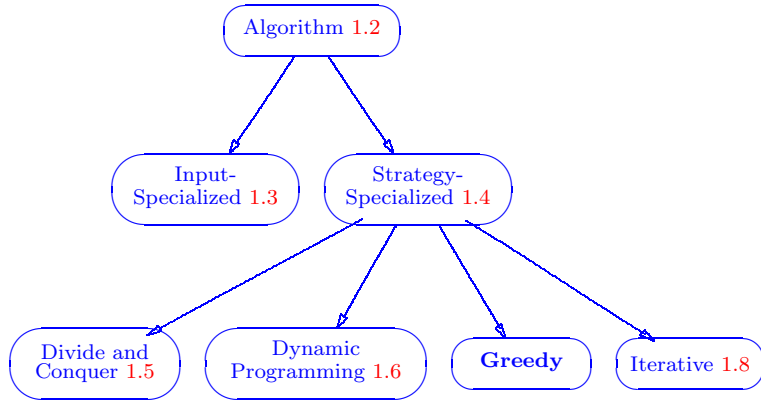 Algorithm 1.2
Input-
Specialized 1.3
Strategy-
Specialized 1.4
Divide and
Conquer 1.5
Dynamic
Programming 1.6
Greedy
Iterative 1.8